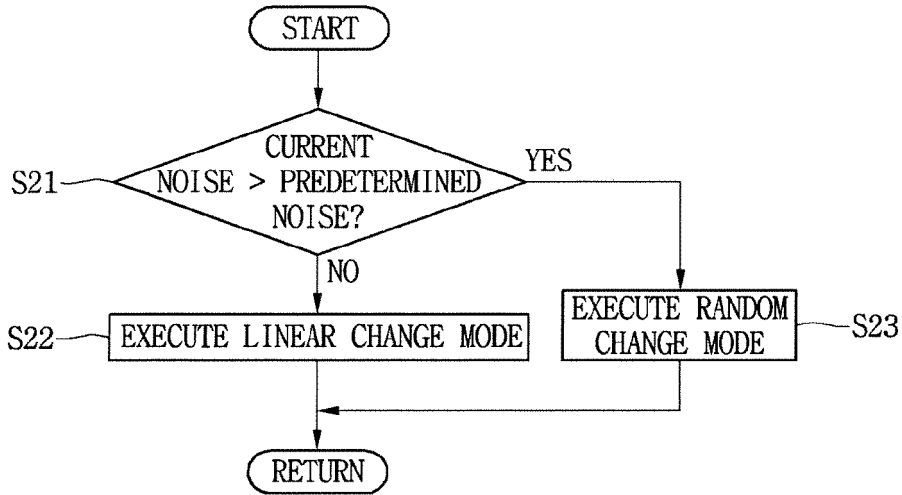 START
CURRENT
NOISE > PREDETERMINED
NOISE?
S21
YES
NO
S22
EXECUTE LINEAR CHANGE MODE
EXECUTE RANDOM
CHANGE MODE
S23
RETURN